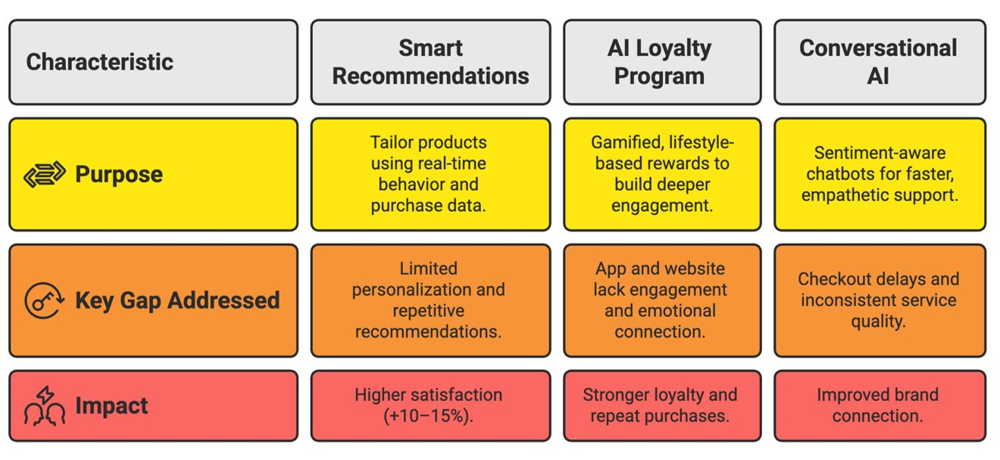 Characteristic
Smart
Recommendations
AI Loyalty
Program
Conversational
AI
Purpose
Tailor products
using real-time
behavior and
purchase data.
Gamified, lifestyle-
based rewards to
build deeper
engagement.
Sentiment-aware
chatbots for faster,
empathetic support.
Key Gap Addressed
Limited
personalization and
repetitive
recommendations.
App and website
lack engagement
and emotional
connection.
Checkout delays and
inconsistent service
quality.
Impact
Higher satisfaction
(+10–15%).
Stronger loyalty and
repeat purchases.
Improved brand
connection.